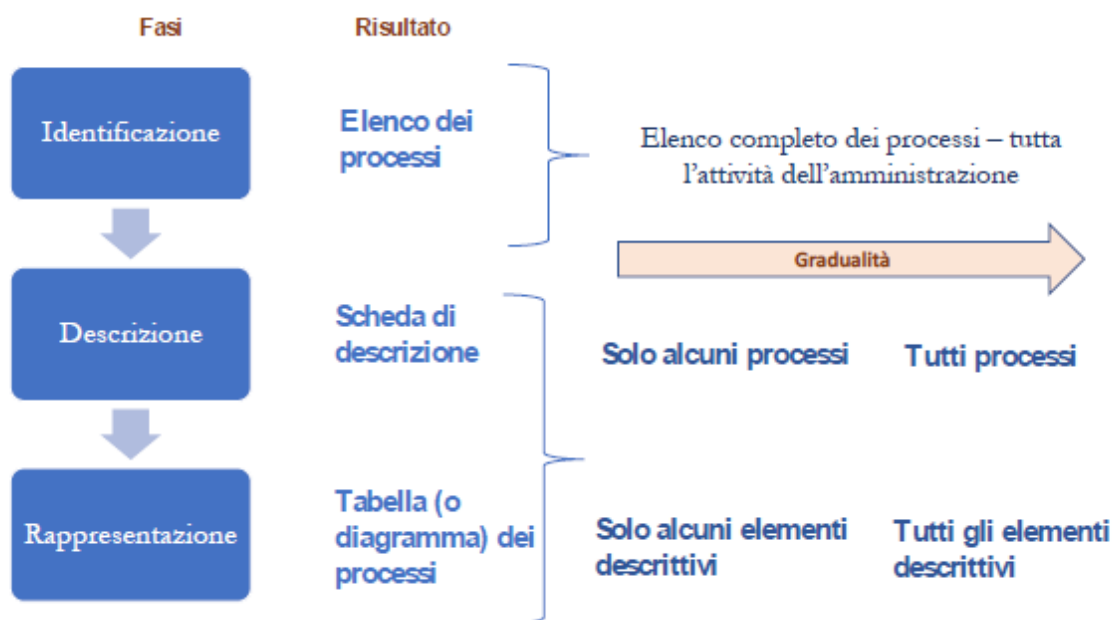 Fasi
Risultato
Identificazione
Elenco dei
processi
Elenco completo dei processi – tutta
l'attività dell'amministrazione
Gradualità
Descrizione
Scheda di
descrizione
Solo alcuni processi
Tutti processi
Rappresentazione
Tabella (o
diagramma) dei
processi
Solo alcuni elementi
descrittivi
Tutti gli elementi
descrittivi